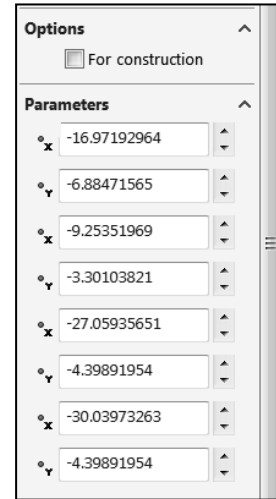 Options
For construction
Parameters
X -16.97192964
Y -6.88471565
X -9.25351969
Y -3.30103821
X -27.05935651
Y -4.39891954
X -30.03973263
Y -4.39891954